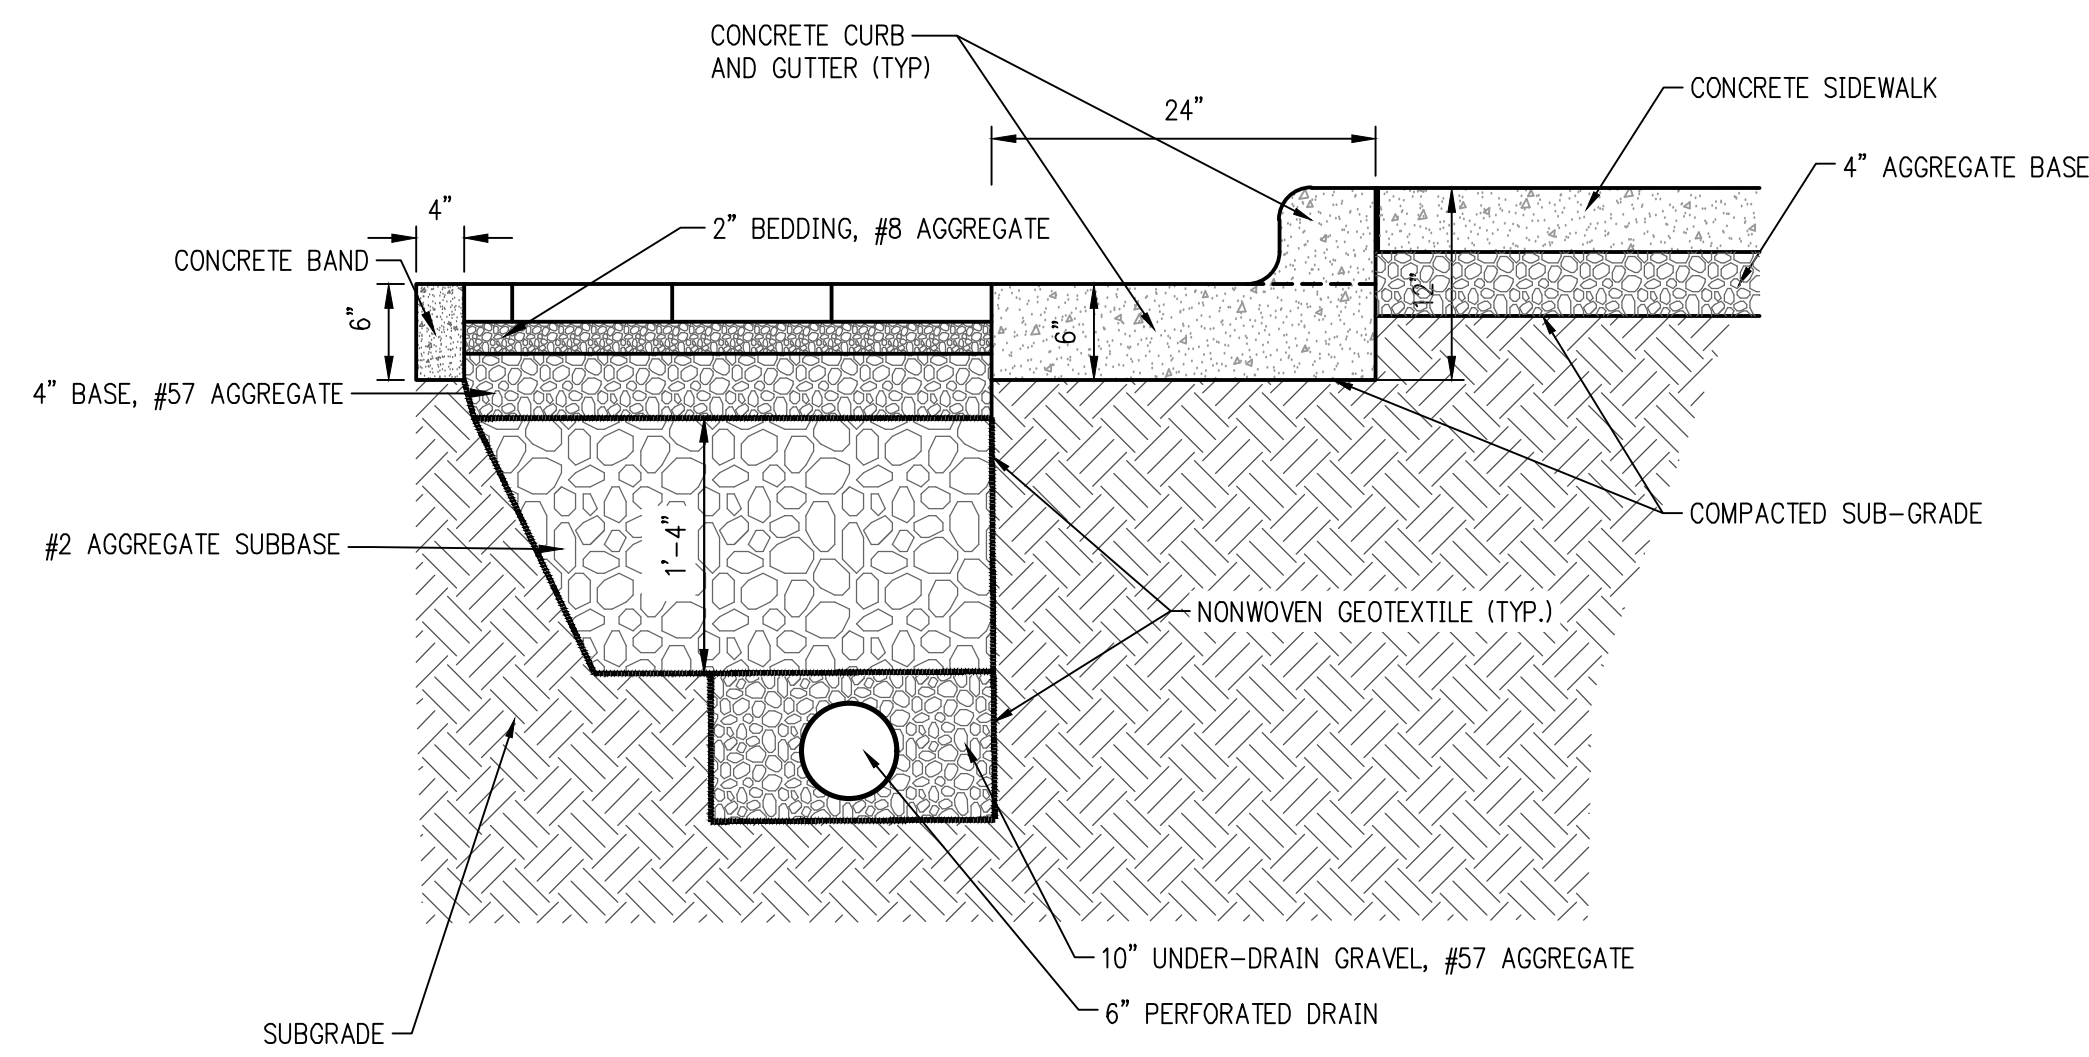 CONCRETE CURB
AND GUTTER (TYP)
24”
CONCRETE SIDEWALK
4” AGGREGATE BASE
4”
2” BEDDING, #8 AGGREGATE
CONCRETE BAND
6”
6”
12”
4” BASE, #57 AGGREGATE
#2 AGGREGATE SUBBASE
1’-4”
COMPACTED SUB-GRADE
NONWOVEN GEOTEXTILE (TYP.)
10” UNDER-DRAIN GRAVEL, #57 AGGREGATE
6” PERFORATED DRAIN
SUBGRADE